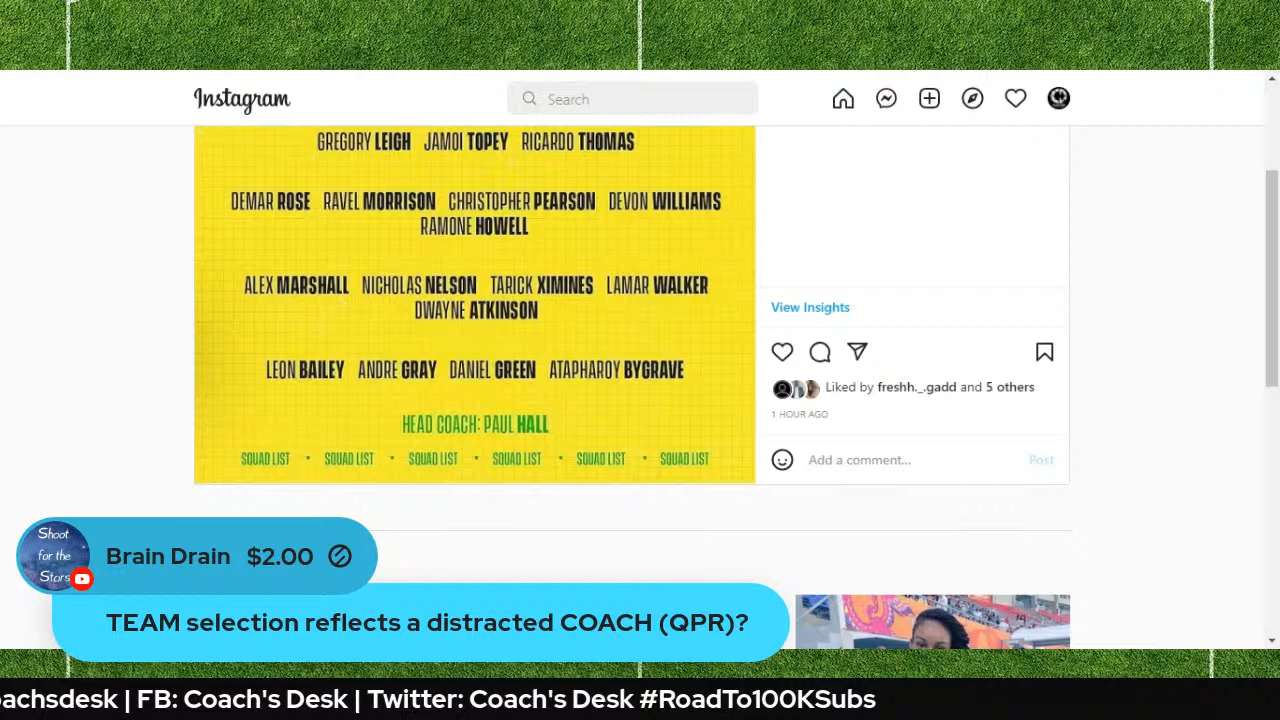 Instagram
Search
GREGORY LEIGH JAMOI TOPEY RICARDO THOMAS
DEMAR ROSE RAVEL MORRISON CHRISTOPHER PEARSON DEVON WILLIAMS
RAMONE HOWELL
ALEX MARSHALL NICHOLAS NELSON TARICK XIMINES LAMAR WALKER
DWAYNE ATKINSON
LEON BAILEY ANDRE GRAY DANIEL GREEN ATAPHAROY BYGRAVE
HEAD COACH: PAUL HALL
SQUAD LIST • SQUAD LIST • SQUAD LIST • SQUAD LIST • SQUAD LIST • SQUAD LIST
View Insights
Liked by freshh._.gadd and 5 others
1 HOUR AGO
Add a comment... Post
Shoot
for the
Stars
Brain Drain $2.00
TEAM selection reflects a distracted COACH (QPR)?
oachsdesk | FB: Coach's Desk | Twitter: Coach's Desk #RoadTo100KSubs